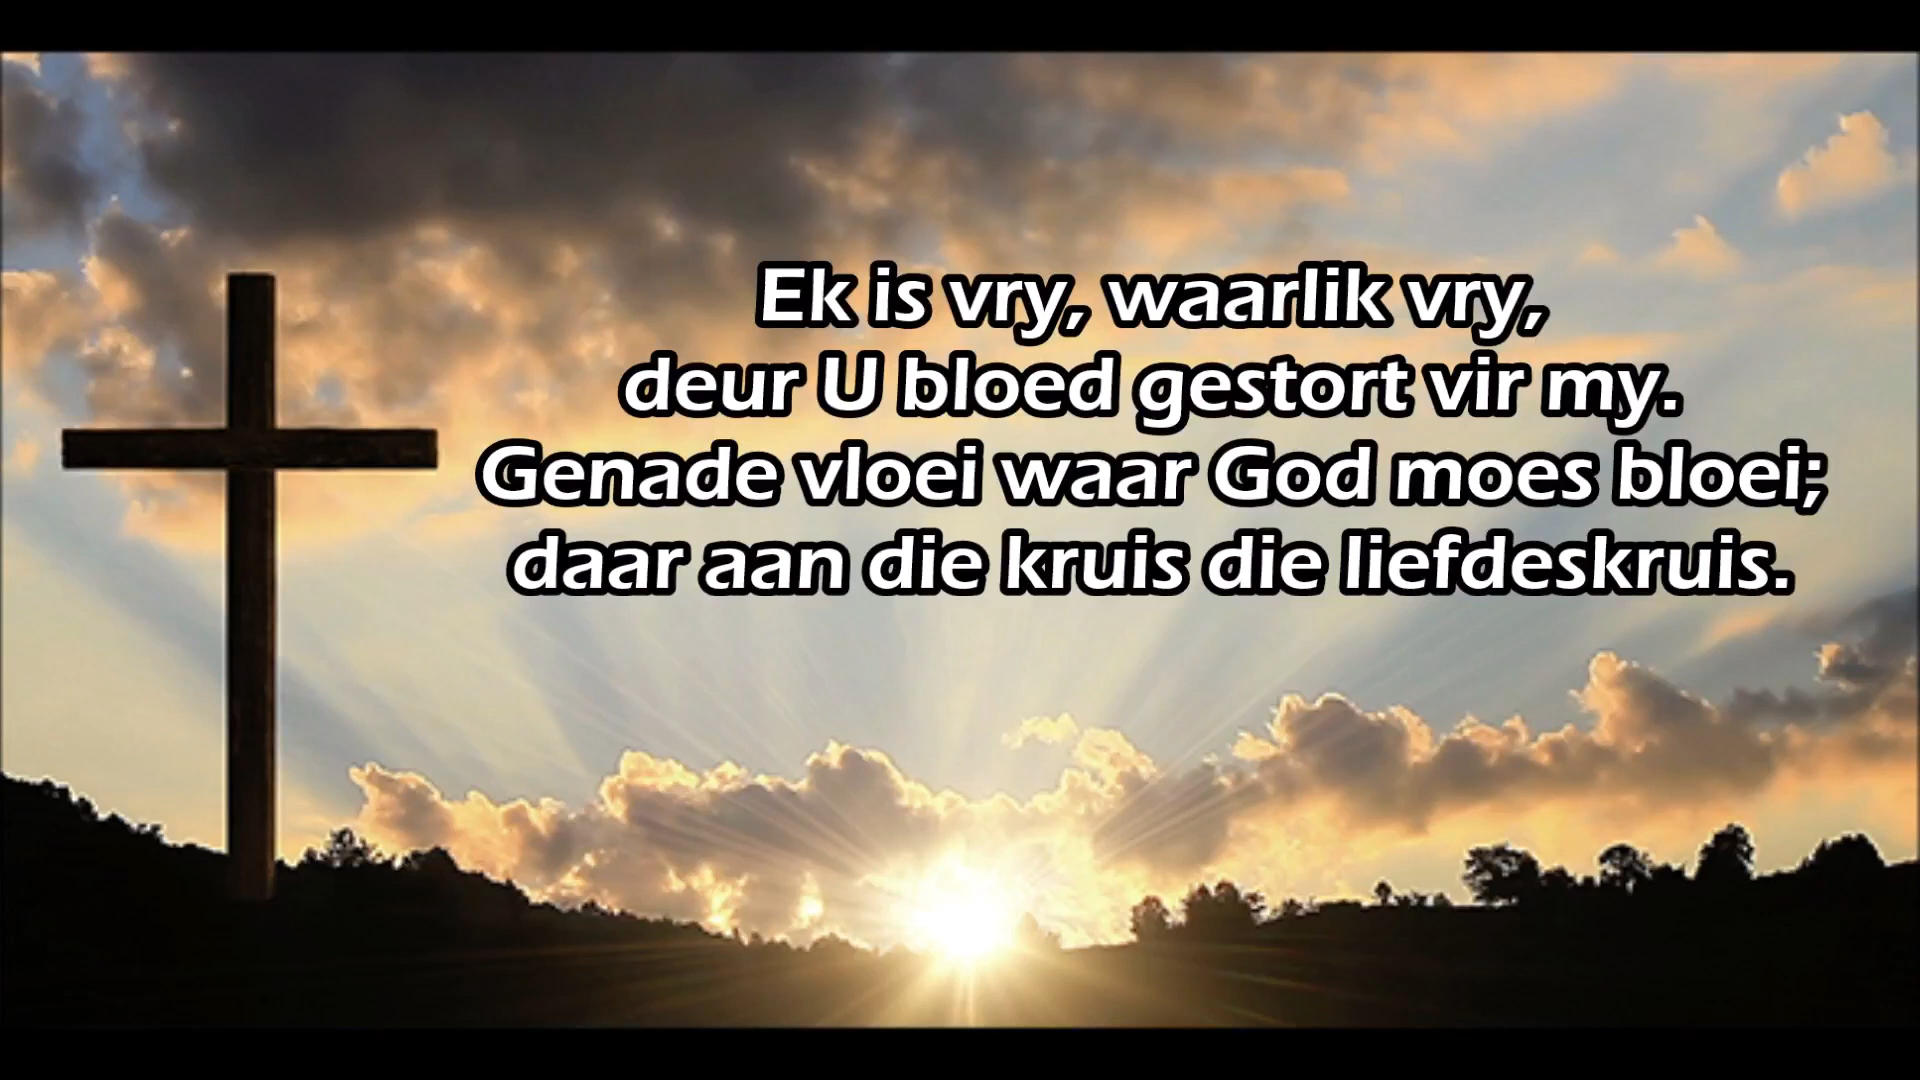 Ek is vry, waarlik vry,
deur U bloed gestort vir my.
Genade vloei waar God moes bloei;
daar aan die kruis die liefdeskruis.